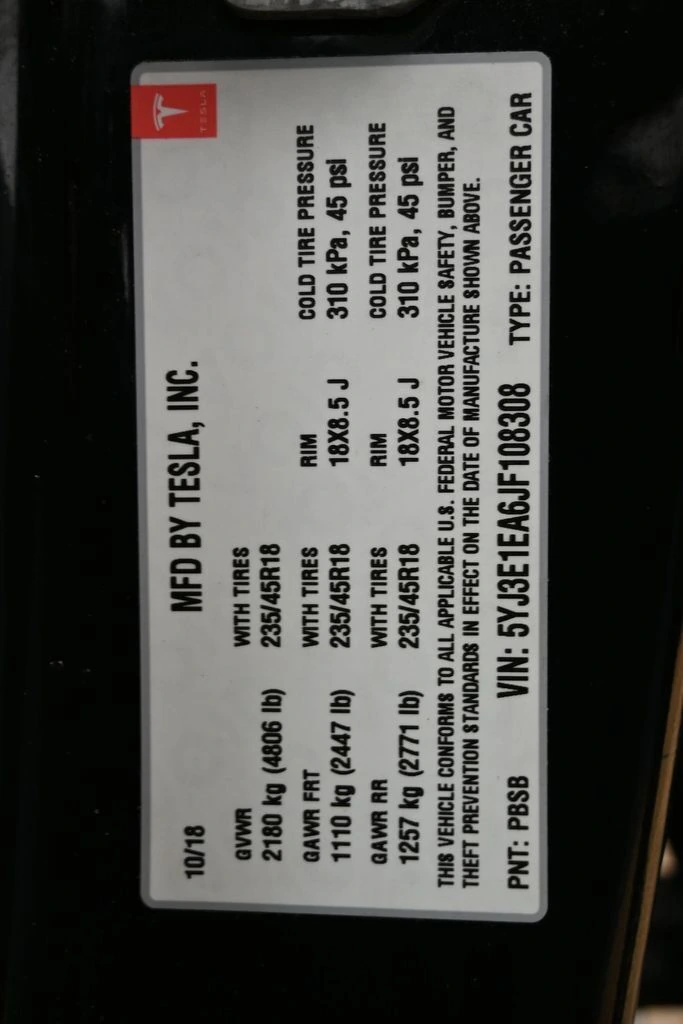 TESLA
10/18 MFD BY TESLA, INC.
GVWR WITH TIRES
2180 kg (4806 lb) 235/45R18
GAWR FRT WITH TIRES RIM COLD TIRE PRESSURE
1110 kg (2447 lb) 235/45R18 18X8.5 J 310 kPa, 45 psi
GAWR RR WITH TIRES RIM COLD TIRE PRESSURE
1257 kg (2771 lb) 235/45R18 18X8.5 J 310 kPa, 45 psi
THIS VEHICLE CONFORMS TO ALL APPLICABLE U.S. FEDERAL MOTOR VEHICLE SAFETY, BUMPER, AND
THEFT PREVENTION STANDARDS IN EFFECT ON THE DATE OF MANUFACTURE SHOWN ABOVE.
PNT: PBSB VIN: 5YJ3E1EA6JF108308 TYPE: PASSENGER CAR